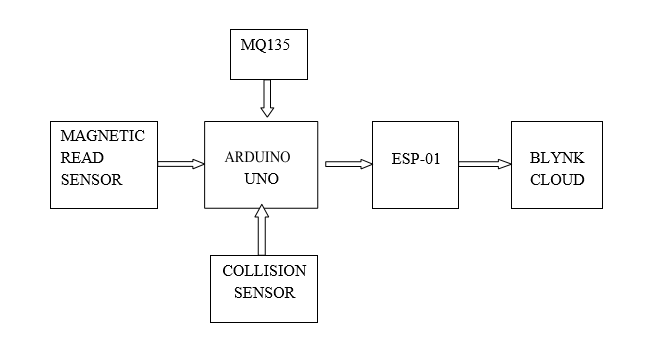 MQ135
MAGNETIC
READ
SENSOR
ARDUINO
UNO
ESP-01
BLYNK
CLOUD
COLLISION
SENSOR